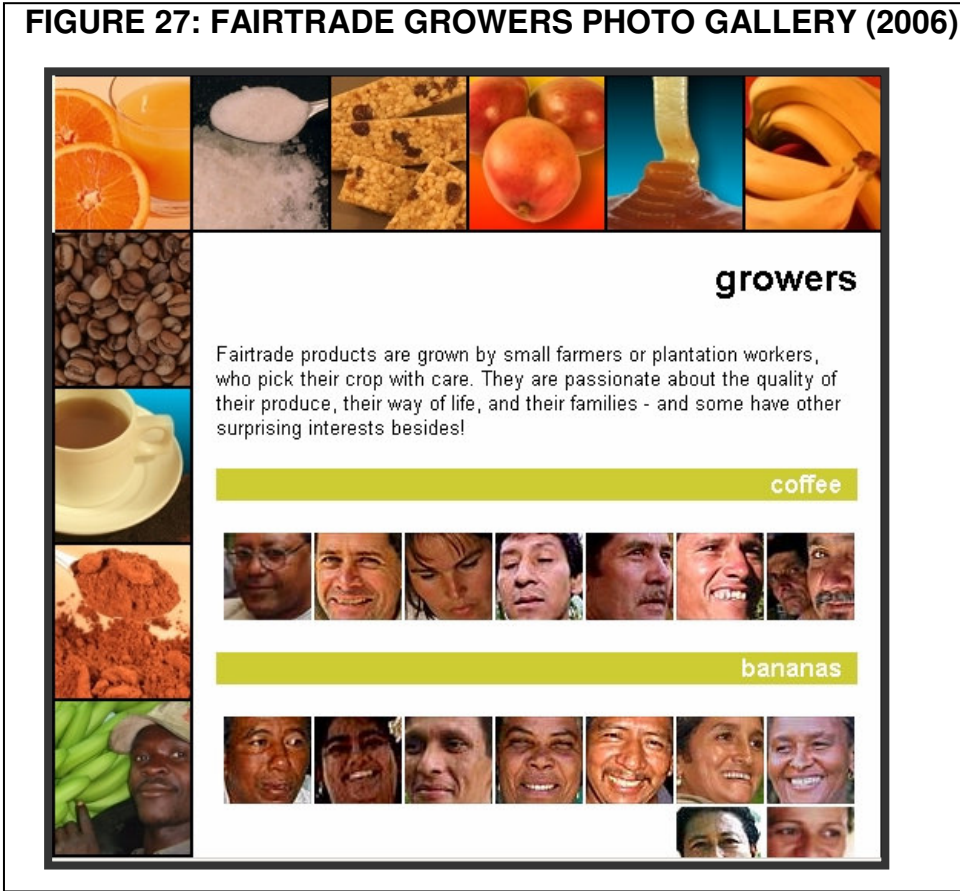 FIGURE 27: FAIRTRADE GROWERS PHOTO GALLERY (2006)
growers
Fairtrade products are grown by small farmers or plantation workers,
who pick their crop with care. They are passionate about the quality of
their produce, their way of life, and their families - and some have other
surprising interests besides!
coffee
bananas